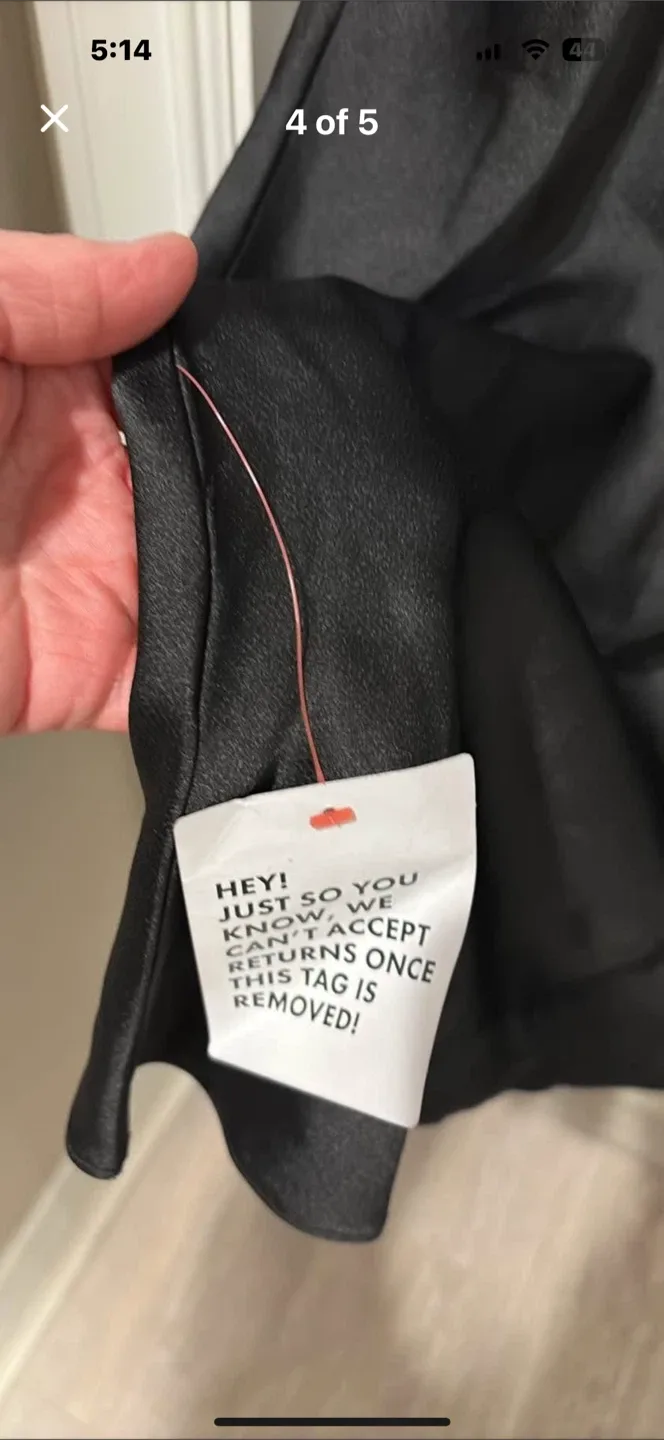 5:14
44
4 of 5
HEY!
JUST SO YOU
KNOW, WE
CAN'T ACCEPT
RETURNS ONCE
THIS TAG IS
REMOVED!